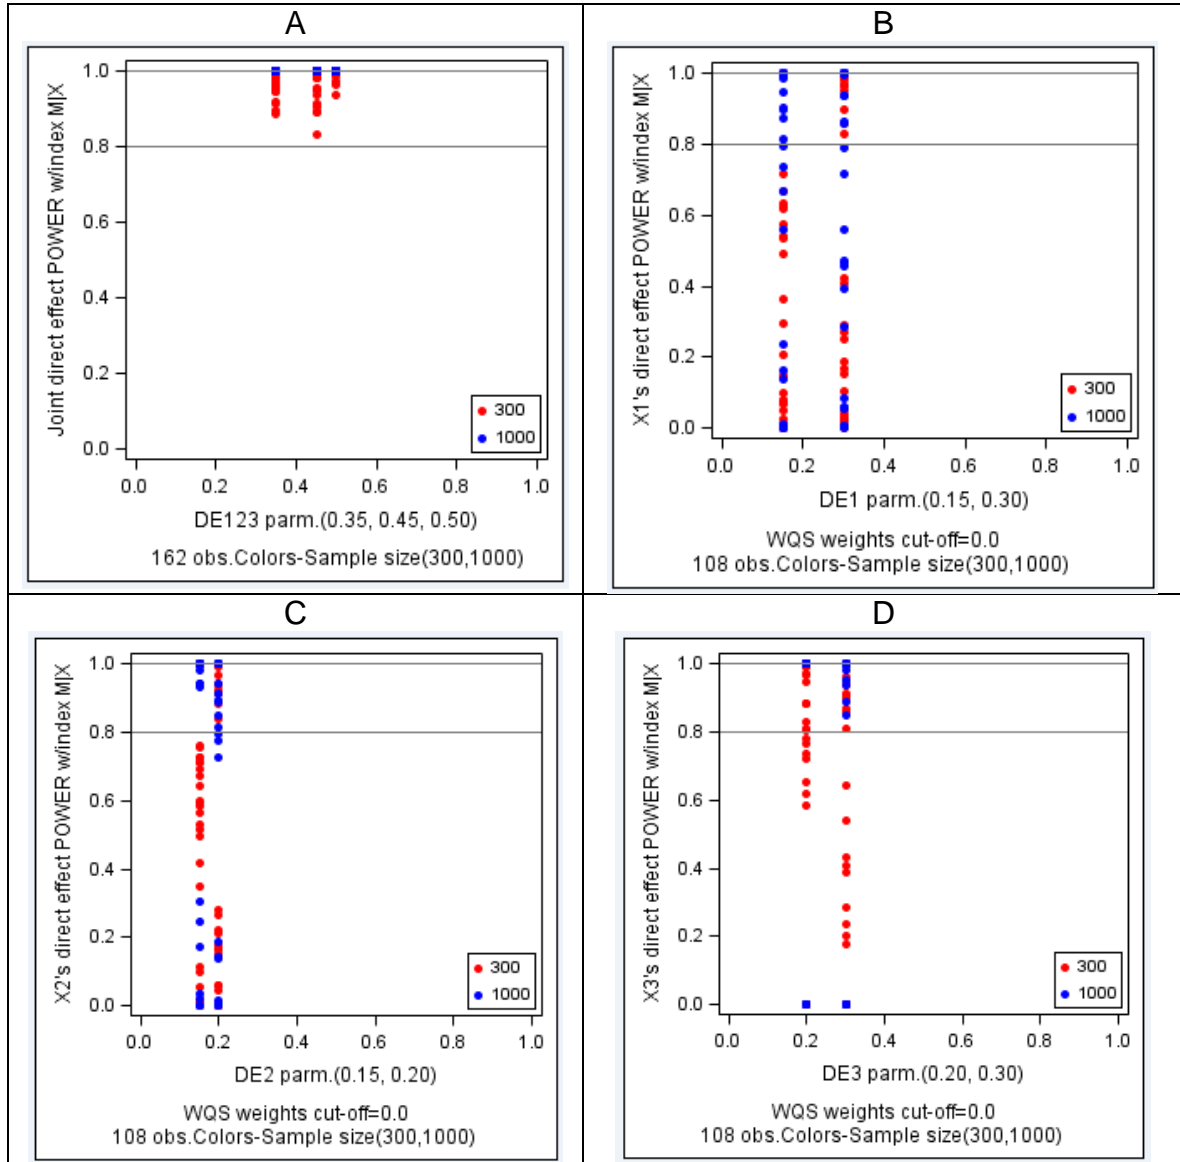 A
Joint direct effect POWER w/index M|X
1.0
0.8
0.6
0.4
0.2
0.0
300
1000
0.0 0.2 0.4 0.6 0.8 1.0
DE123 parm.(0.35, 0.45, 0.50)
162 obs.Colors-Sample size(300,1000)
B
X1's direct effect POWER w/index M|X
1.0
0.8
0.6
0.4
0.2
0.0
300
1000
0.0 0.2 0.4 0.6 0.8 1.0
DE1 parm.(0.15, 0.30)
WQS weights cut-off=0.0
108 obs.Colors-Sample size(300,1000)
C
X2's direct effect POWER w/index M|X
1.0
0.8
0.6
0.4
0.2
0.0
300
1000
0.0 0.2 0.4 0.6 0.8 1.0
DE2 parm.(0.15, 0.20)
WQS weights cut-off=0.0
108 obs.Colors-Sample size(300,1000)
D
X3's direct effect POWER w/index M|X
1.0
0.8
0.6
0.4
0.2
0.0
300
1000
0.0 0.2 0.4 0.6 0.8 1.0
DE3 parm.(0.20, 0.30)
WQS weights cut-off=0.0
108 obs.Colors-Sample size(300,1000)